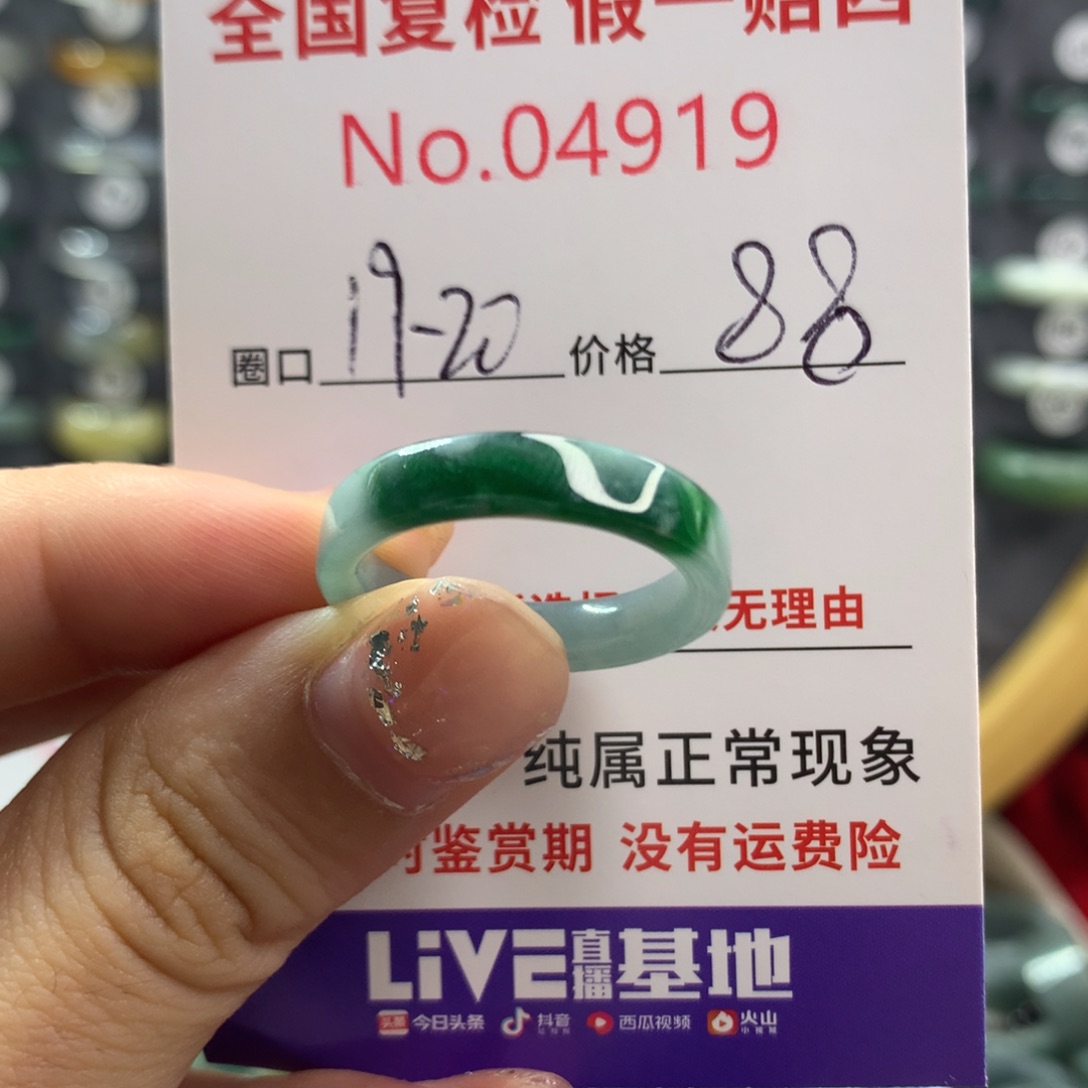 全国复检 假一赔四
No.04919
圈口 19-20 价格 88
无理由
纯属正常现象
鉴赏期 没有运费险
LiVE直播基地
头条 今日头条 抖音 西瓜视频 火山